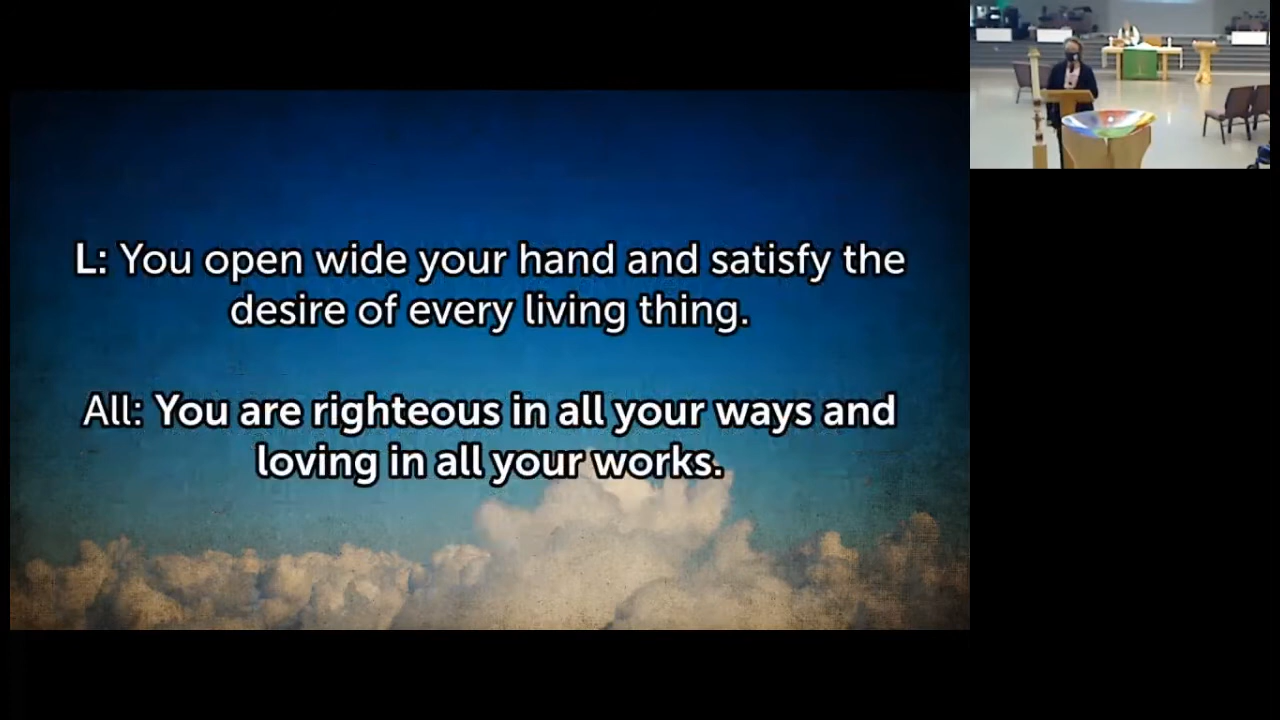 L: You open wide your hand and satisfy the
desire of every living thing.
All: You are righteous in all your ways and
loving in all your works.